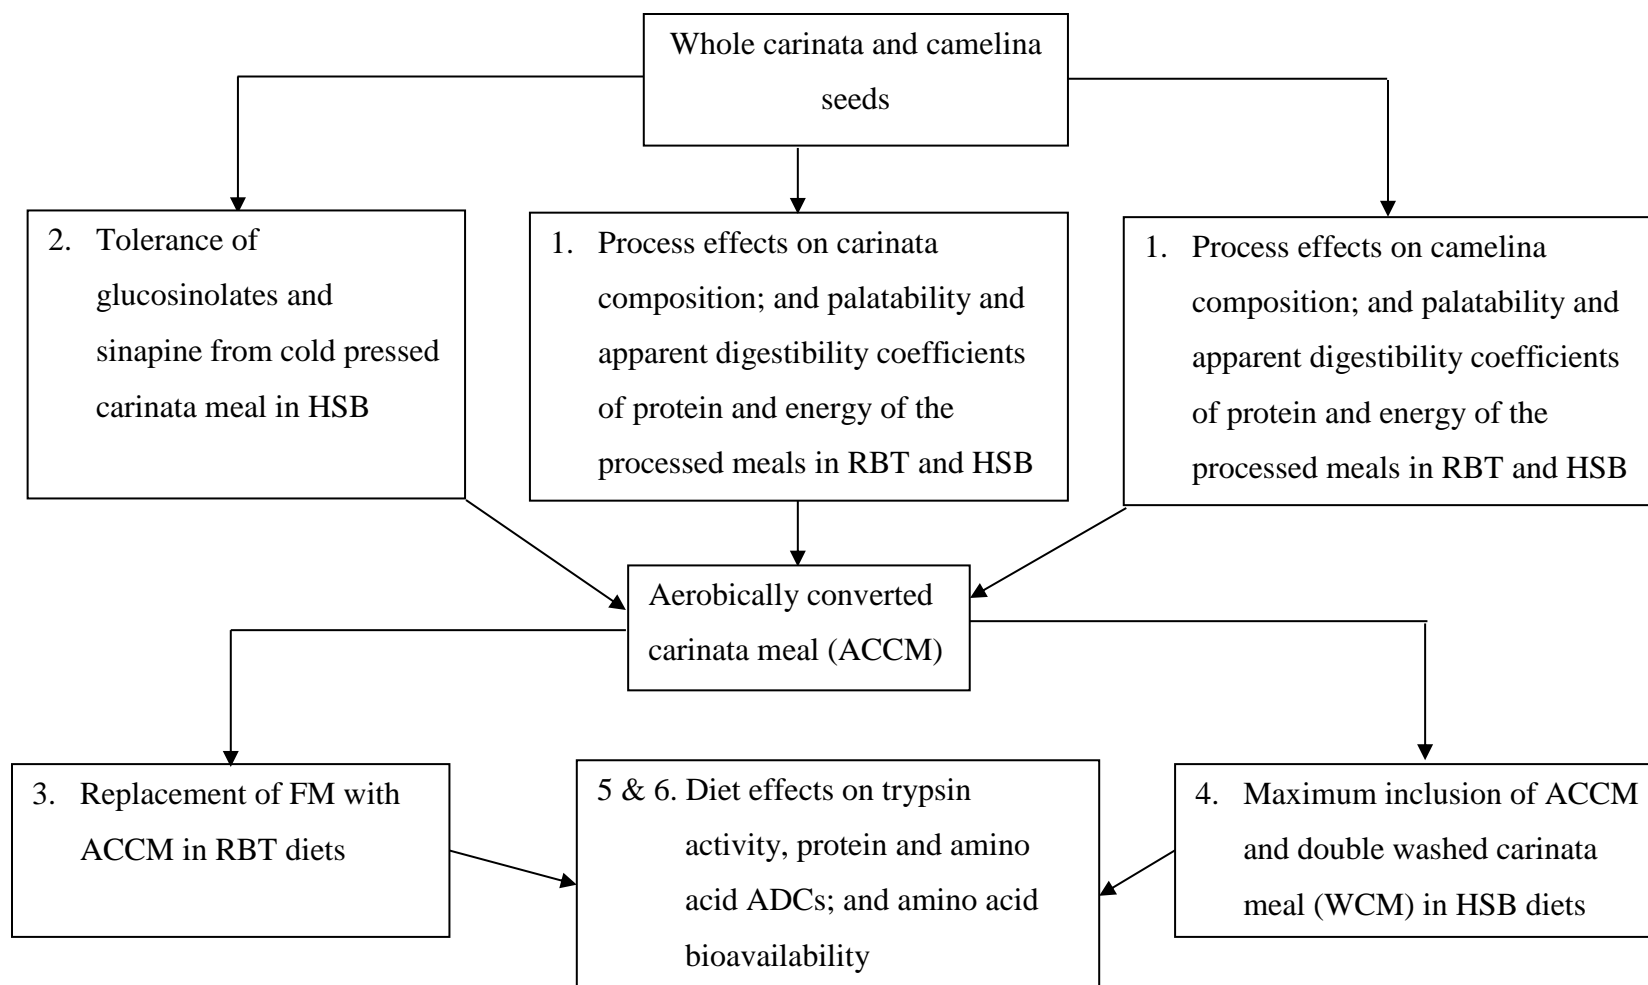 Whole carinata and camelina
seeds
2. Tolerance of
glucosinolates and
sinapine from cold pressed
carinata meal in HSB
1. Process effects on carinata
composition; and palatability and
apparent digestibility coefficients
of protein and energy of the
processed meals in RBT and HSB
1. Process effects on camelina
composition; and palatability and
apparent digestibility coefficients
of protein and energy of the
processed meals in RBT and HSB
Aerobically converted
carinata meal (ACCM)
3. Replacement of FM with
ACCM in RBT diets
5 & 6. Diet effects on trypsin
activity, protein and amino
acid ADCs; and amino acid
bioavailability
4. Maximum inclusion of ACCM
and double washed carinata
meal (WCM) in HSB diets